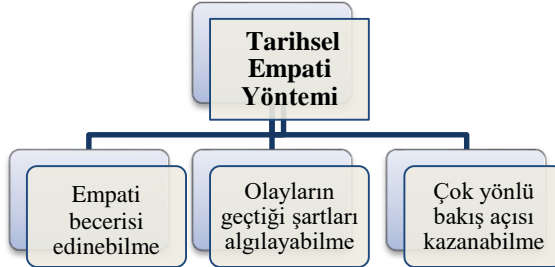 Tarihsel
Empati
Yöntemi
Empati
becerisi
edinebilme
Olayların
geçtiği şartları
algılayabilme
Çok yönlü
bakış açısı
kazanabilme